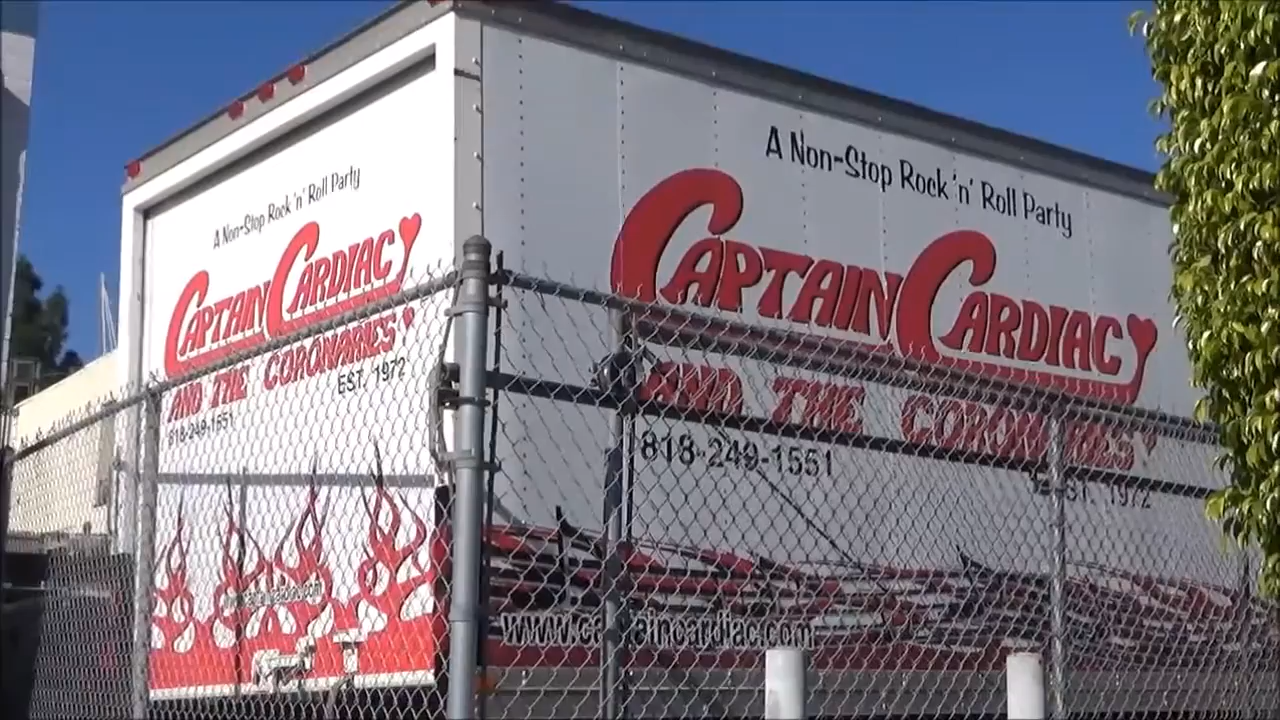 A Non-Stop Rock 'n' Roll Party
CAPTAIN CARDIAC
AND THE CORONARIES
EST. 1972
818-249-1551
A Non-Stop Rock 'n' Roll Party
CAPTAIN CARDIAC
AND THE CORONARIES
818-249-1551
EST. 1972
www.captaincardiac.com